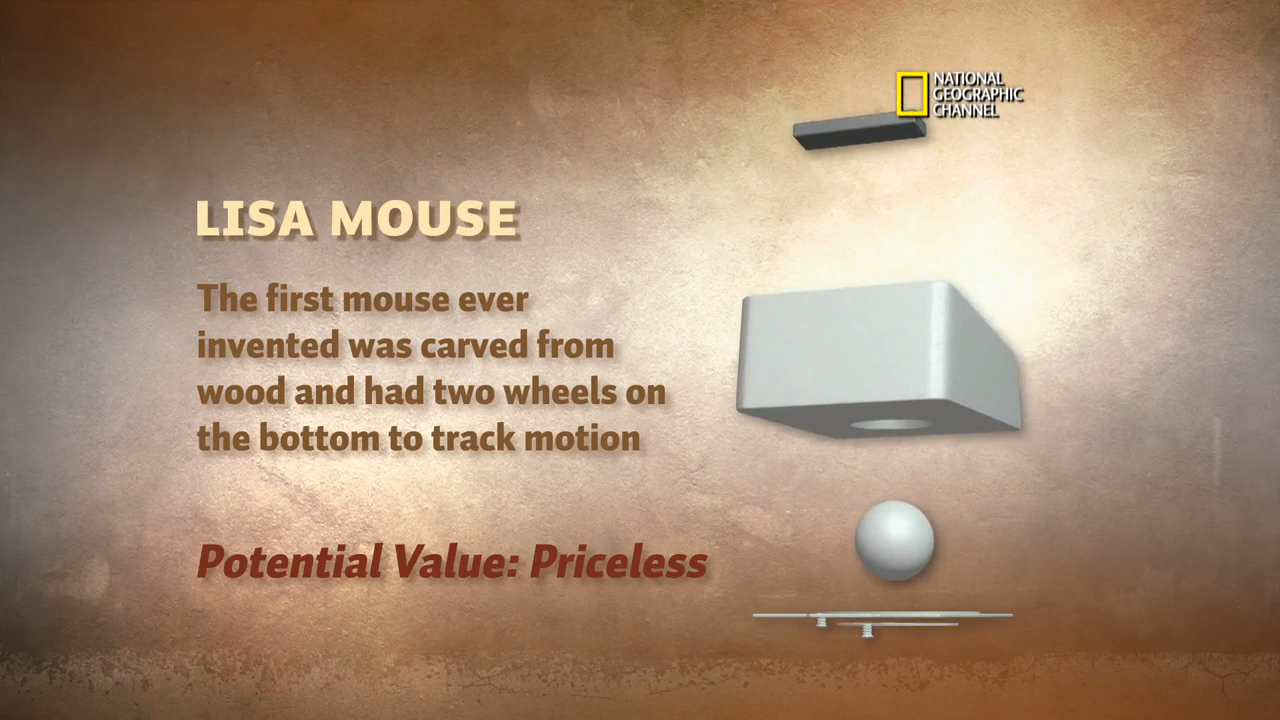 NATIONAL
GEOGRAPHIC
CHANNEL
LISA MOUSE
The first mouse ever
invented was carved from
wood and had two wheels on
the bottom to track motion
Potential Value: Priceless